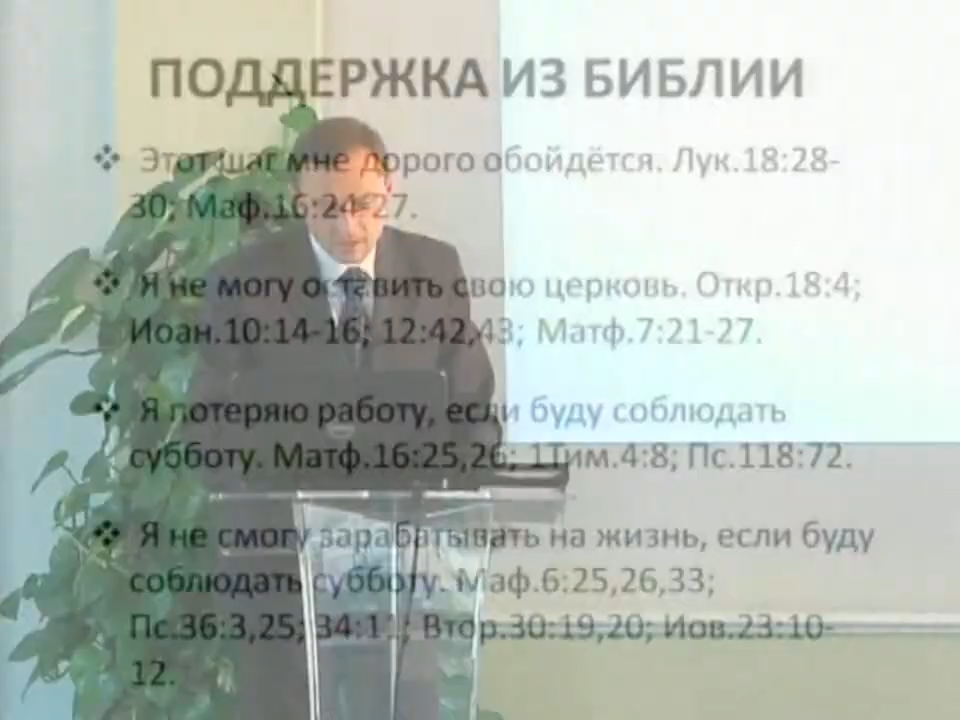 ПОДДЕРЖКА ИЗ БИБЛИИ
❖ Этот шаг мне дорого обойдётся. Лук.18:28-
30; Маф.16:24-27.
❖ Я не могу оставить свою церковь. Откр.18:4;
Иоан.10:14-16; 12:42,43; Матф.7:21-27.
❖ Я потеряю работу, если буду соблюдать
субботу. Матф.16:25,26; 1Тим.4:8; Пс.118:72.
❖ Я не смогу зарабатывать на жизнь, если буду
соблюдать субботу. Маф.6:25,26,33;
Пс.36:3,25; 34:11; Втор.30:19,20; Иов.23:10-
12.